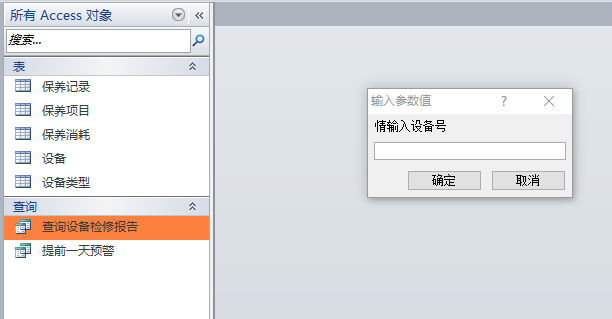 所有 Access 对象
搜索...
表
保养记录
保养项目
保养消耗
设备
设备类型
查询
查询设备检修报告
提前一天预警
输入参数值
?
情输入设备号
确定
取消